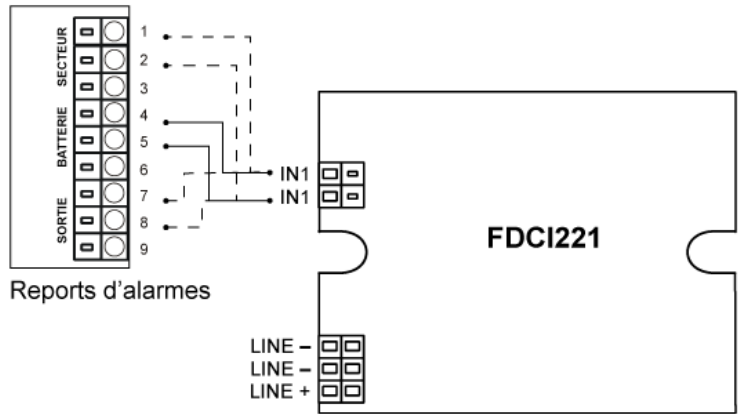 SECTEUR
BATTERIE
SORTIE
1
2
3
4
5
6
7
8
9
Reports d’alarmes
IN1
IN1
FDCI221
LINE –
LINE –
LINE +